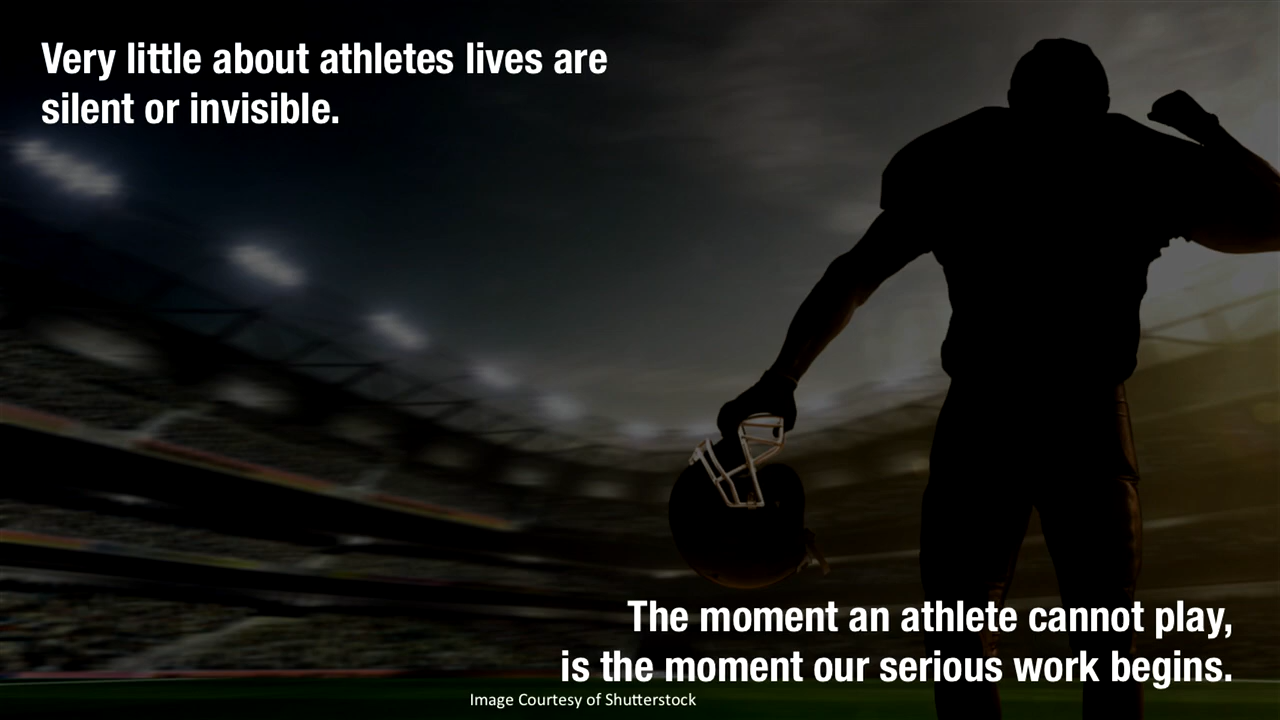 Very little about athletes lives are
silent or invisible.
The moment an athlete cannot play,
is the moment our serious work begins.
Image Courtesy of Shutterstock